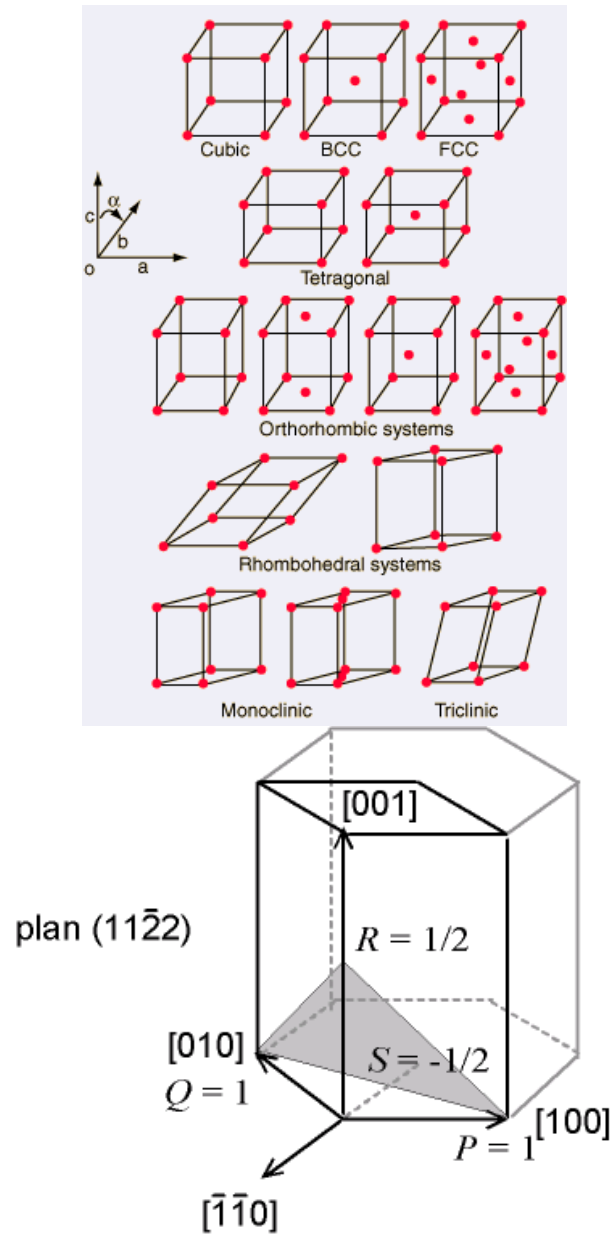 Cubic BCC FCC
α
c
b
o a
Tetragonal
Orthorhombic systems
Rhombohedral systems
Monoclinic Triclinic
[001]
plan (112̅2)
R = 1/2
[010] S = -1/2
Q = 1 [100]
P = 1
[1̅1̅0]